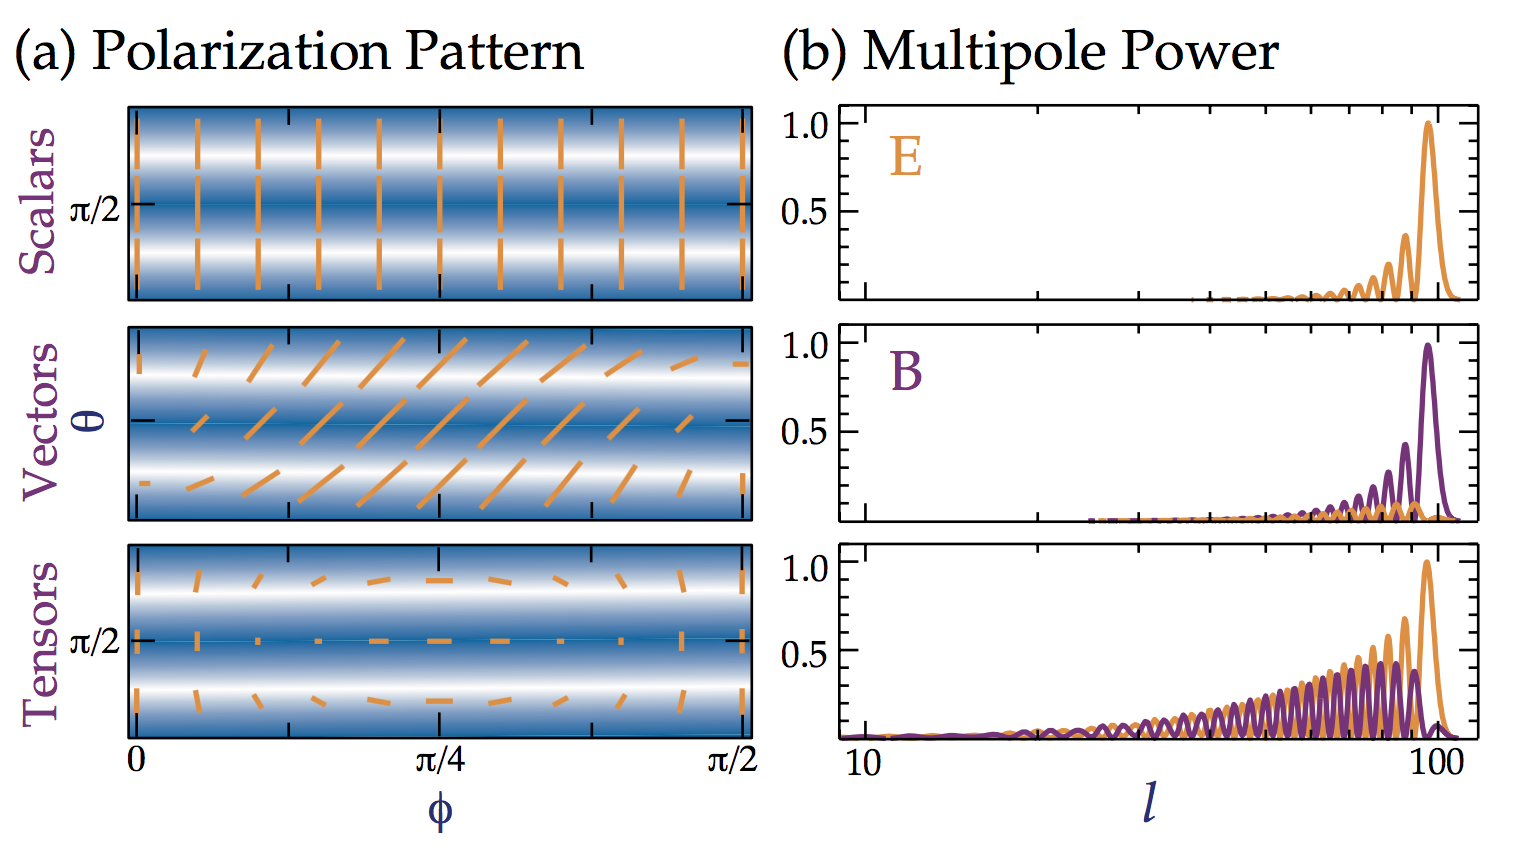 (a) Polarization Pattern
(b) Multipole Power
Scalars
π/2
1.0
0.5
E
Vectors
θ
1.0
0.5
B
Tensors
π/2
1.0
0.5
0
π/4
π/2
ϕ
10
100
l